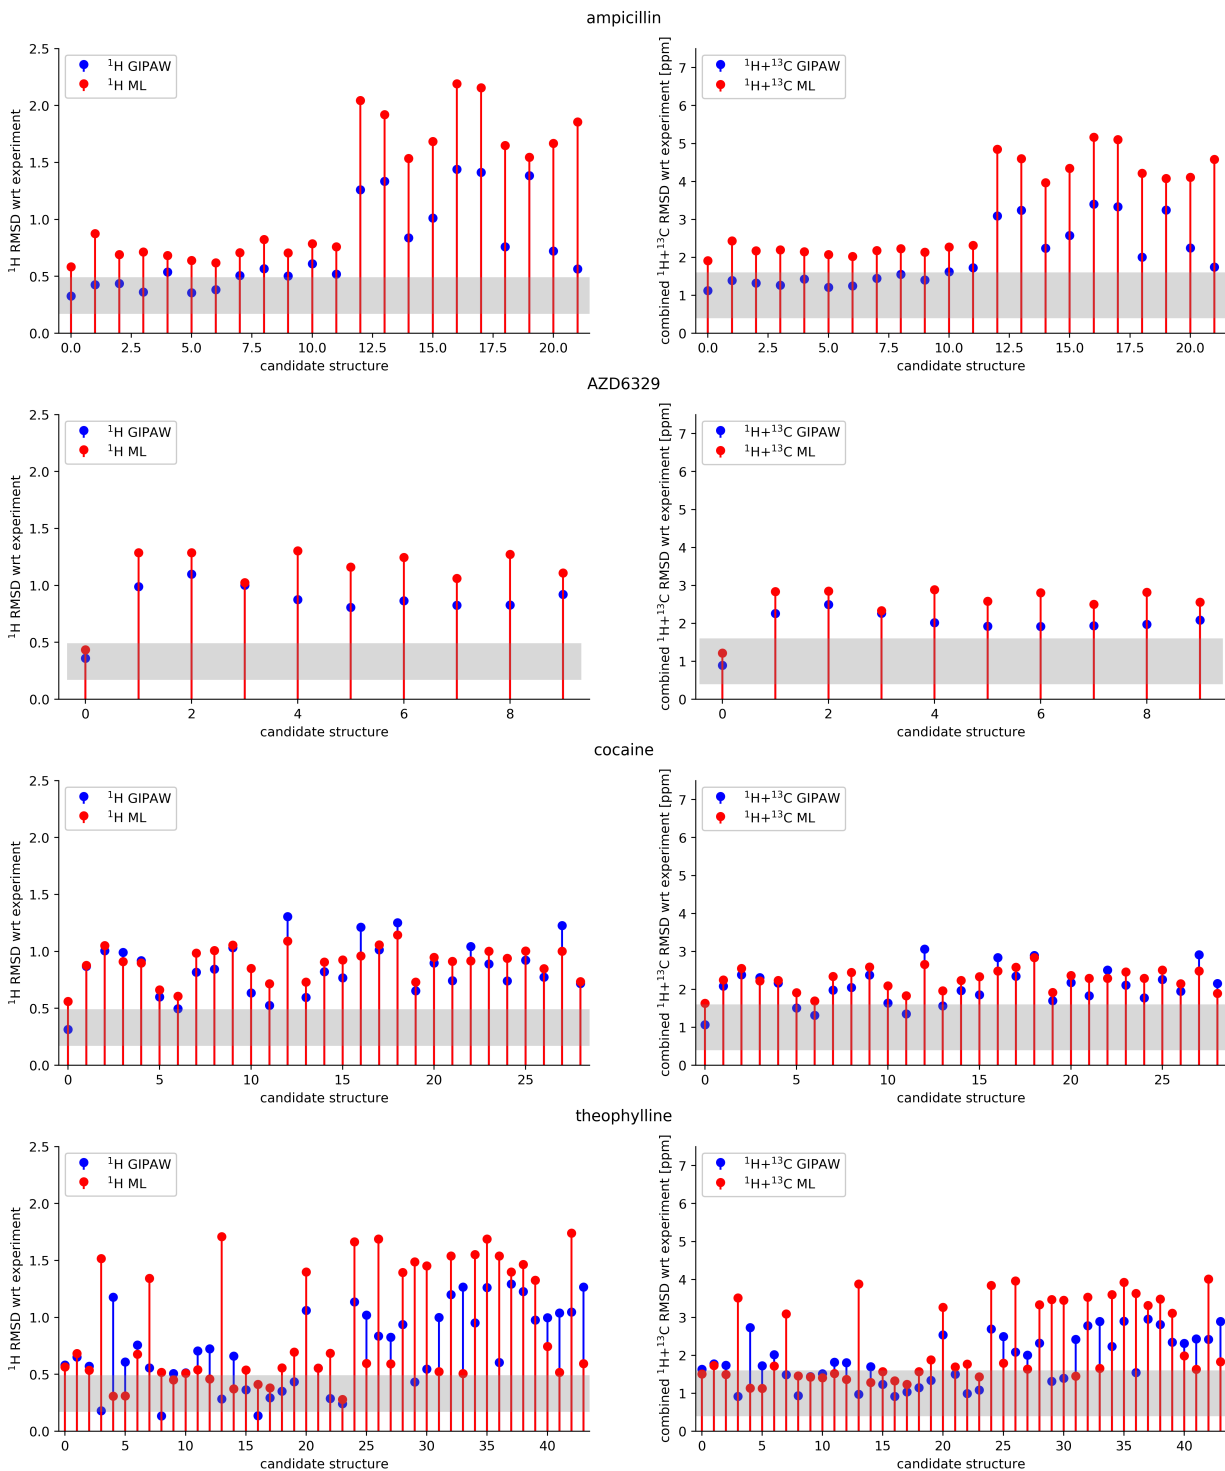 ampicillin
¹H RMSD wrt experiment
2.5
2.0
1.5
1.0
0.5
0.0
¹H GIPAW
¹H ML
0.0 2.5 5.0 7.5 10.0 12.5 15.0 17.5 20.0
candidate structure
combined ¹H+¹³C RMSD wrt experiment [ppm]
7
6
5
4
3
2
1
0
¹H+¹³C GIPAW
¹H+¹³C ML
0.0 2.5 5.0 7.5 10.0 12.5 15.0 17.5 20.0
candidate structure
AZD6329
¹H RMSD wrt experiment
2.5
2.0
1.5
1.0
0.5
0.0
¹H GIPAW
¹H ML
0 2 4 6 8
candidate structure
combined ¹H+¹³C RMSD wrt experiment [ppm]
7
6
5
4
3
2
1
0
¹H+¹³C GIPAW
¹H+¹³C ML
0 2 4 6 8
candidate structure
cocaine
¹H RMSD wrt experiment
2.5
2.0
1.5
1.0
0.5
0.0
¹H GIPAW
¹H ML
0 5 10 15 20 25
candidate structure
combined ¹H+¹³C RMSD wrt experiment [ppm]
7
6
5
4
3
2
1
0
¹H+¹³C GIPAW
¹H+¹³C ML
0 5 10 15 20 25
candidate structure
theophylline
¹H RMSD wrt experiment
2.5
2.0
1.5
1.0
0.5
0.0
¹H GIPAW
¹H ML
0 5 10 15 20 25 30 35 40
candidate structure
combined ¹H+¹³C RMSD wrt experiment [ppm]
7
6
5
4
3
2
1
0
¹H+¹³C GIPAW
¹H+¹³C ML
0 5 10 15 20 25 30 35 40
candidate structure